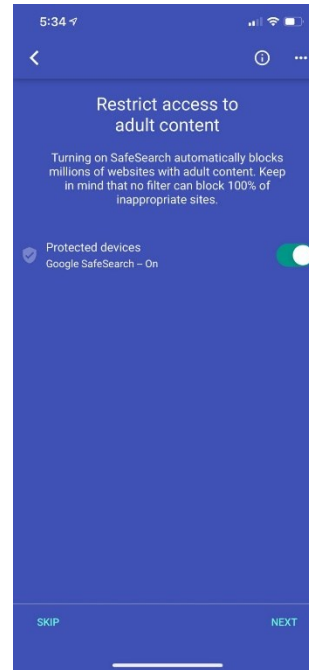 5:34
Restrict access to
adult content
Turning on SafeSearch automatically blocks
millions of websites with adult content. Keep
in mind that no filter can block 100% of
inappropriate sites.
Protected devices
Google SafeSearch – On
SKIP NEXT